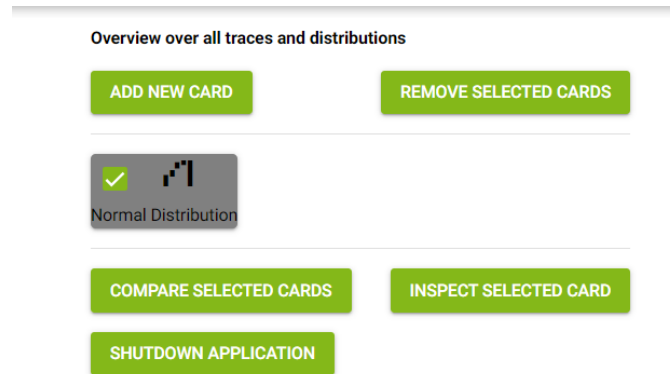 Overview over all traces and distributions
ADD NEW CARD
REMOVE SELECTED CARDS
Normal Distribution
COMPARE SELECTED CARDS
INSPECT SELECTED CARD
SHUTDOWN APPLICATION